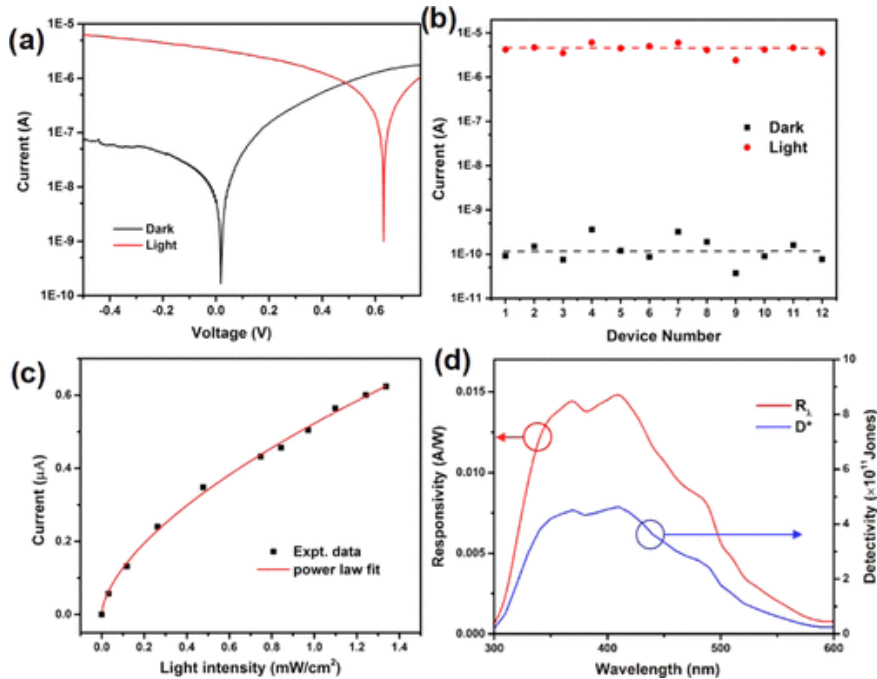 (a)
1E-5
1E-6
1E-7
1E-8
1E-9
1E-10
Current (A)
Dark
Light
-0.4 -0.2 0.0 0.2 0.4 0.6
Voltage (V)
(b)
1E-4
1E-5
1E-6
1E-7
1E-8
1E-9
1E-10
1E-11
Current (A)
Dark
Light
1 2 3 4 5 6 7 8 9 10 11 12
Device Number
(c)
0.6
0.4
0.2
0.0
Current (μA)
Expt. data
power law fit
0.0 0.2 0.4 0.6 0.8 1.0 1.2 1.4
Light intensity (mW/cm²)
(d)
0.015
0.010
0.005
0.000
Responsivity (A/W)
Rλ
D*
10
8
6
4
2
0
Detectivity (×10¹¹Jones)
300 400 500 600
Wavelength (nm)